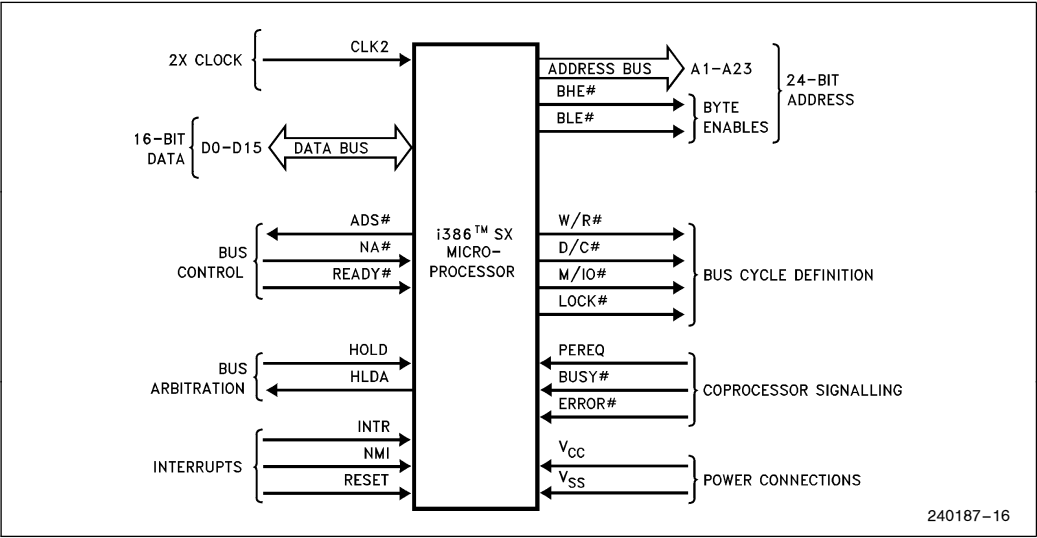 2X CLOCK
CLK2
16-BIT
DATA
D0-D15
DATA BUS
BUS
CONTROL
ADS#
NA#
READY#
BUS
ARBITRATION
HOLD
HLDA
INTERRUPTS
INTR
NMI
RESET
i386™ SX
MICRO-
PROCESSOR
ADDRESS BUS
A1-A23
BHE#
BLE#
BYTE
ENABLES
24-BIT
ADDRESS
W/R#
D/C#
M/IO#
LOCK#
BUS CYCLE DEFINITION
PEREQ
BUSY#
ERROR#
COPROCESSOR SIGNALLING
VCC
VSS
POWER CONNECTIONS
240187-16